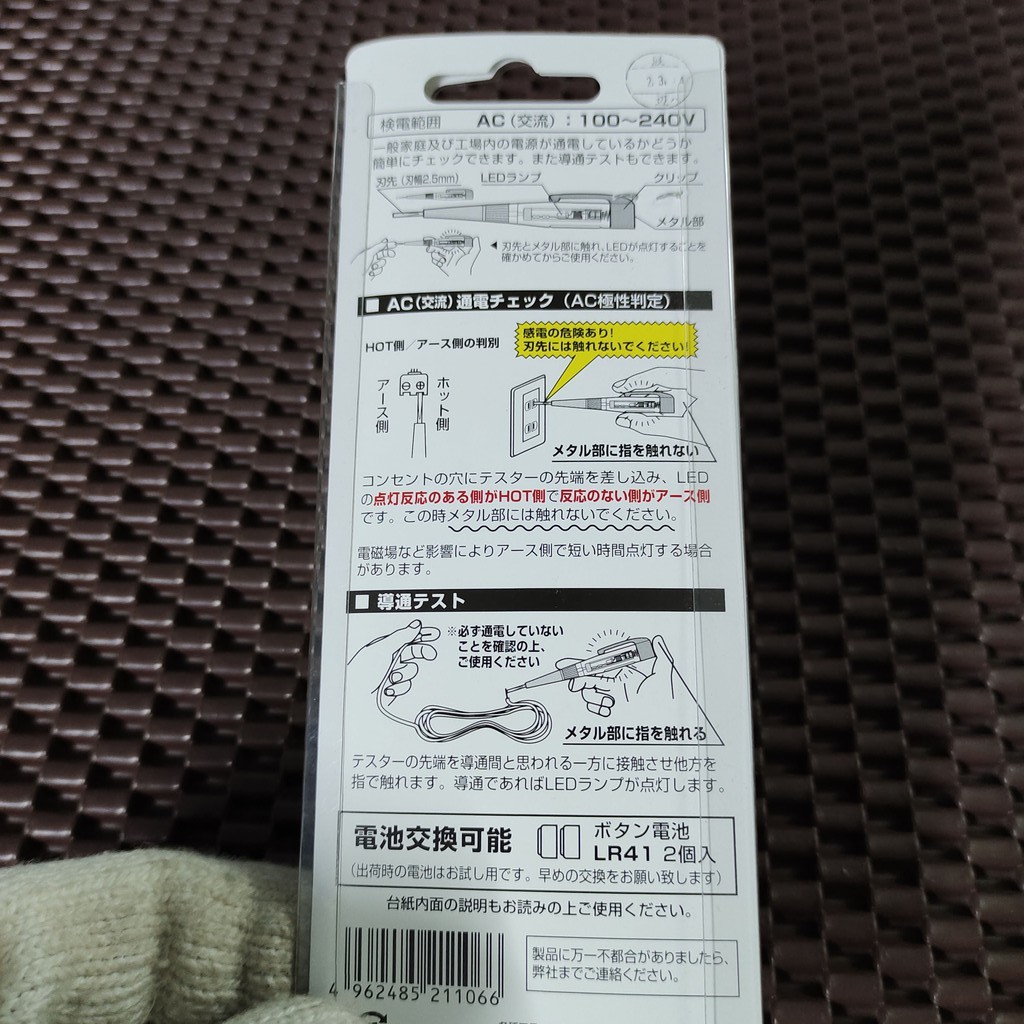 検電範囲 AC(交流):100〜240V
一般家庭及び工場内の電源が通電しているかどうか
簡単にチェックできます。また導通テストもできます。
刃先(刃幅2.5mm) LEDランプ クリップ
メタル部
◀刃先とメタル部に触れ、LEDが点灯することを
確かめてからご使用ください。
■ AC(交流)通電チェック(AC極性判定)
感電の危険あり!
刃先には触れないでください!
HOT側/アース側の判別
アース側
ホット側
メタル部に指を触れない
コンセントの穴にテスターの先端を差し込み、LED
の点灯反応のある側がHOT側で反応のない側がアース側
です。この時メタル部には触れないでください。
電磁場など影響によりアース側で短い時間点灯する場合
があります。
■ 導通テスト
※必ず通電していない
ことを確認の上、
ご使用ください
メタル部に指を触れる
テスターの先端を導通間と思われる一方に接触させ他方を
指で触れます。導通であればLEDランプが点灯します。
電池交換可能 ボタン電池
LR41 2個入
(出荷時の電池はお試し用です。早めの交換をお願い致します)
台紙内面の説明もお読みの上ご使用ください。
製品に万一不都合がありましたら、
弊社までご連絡ください。
4 962485 211066